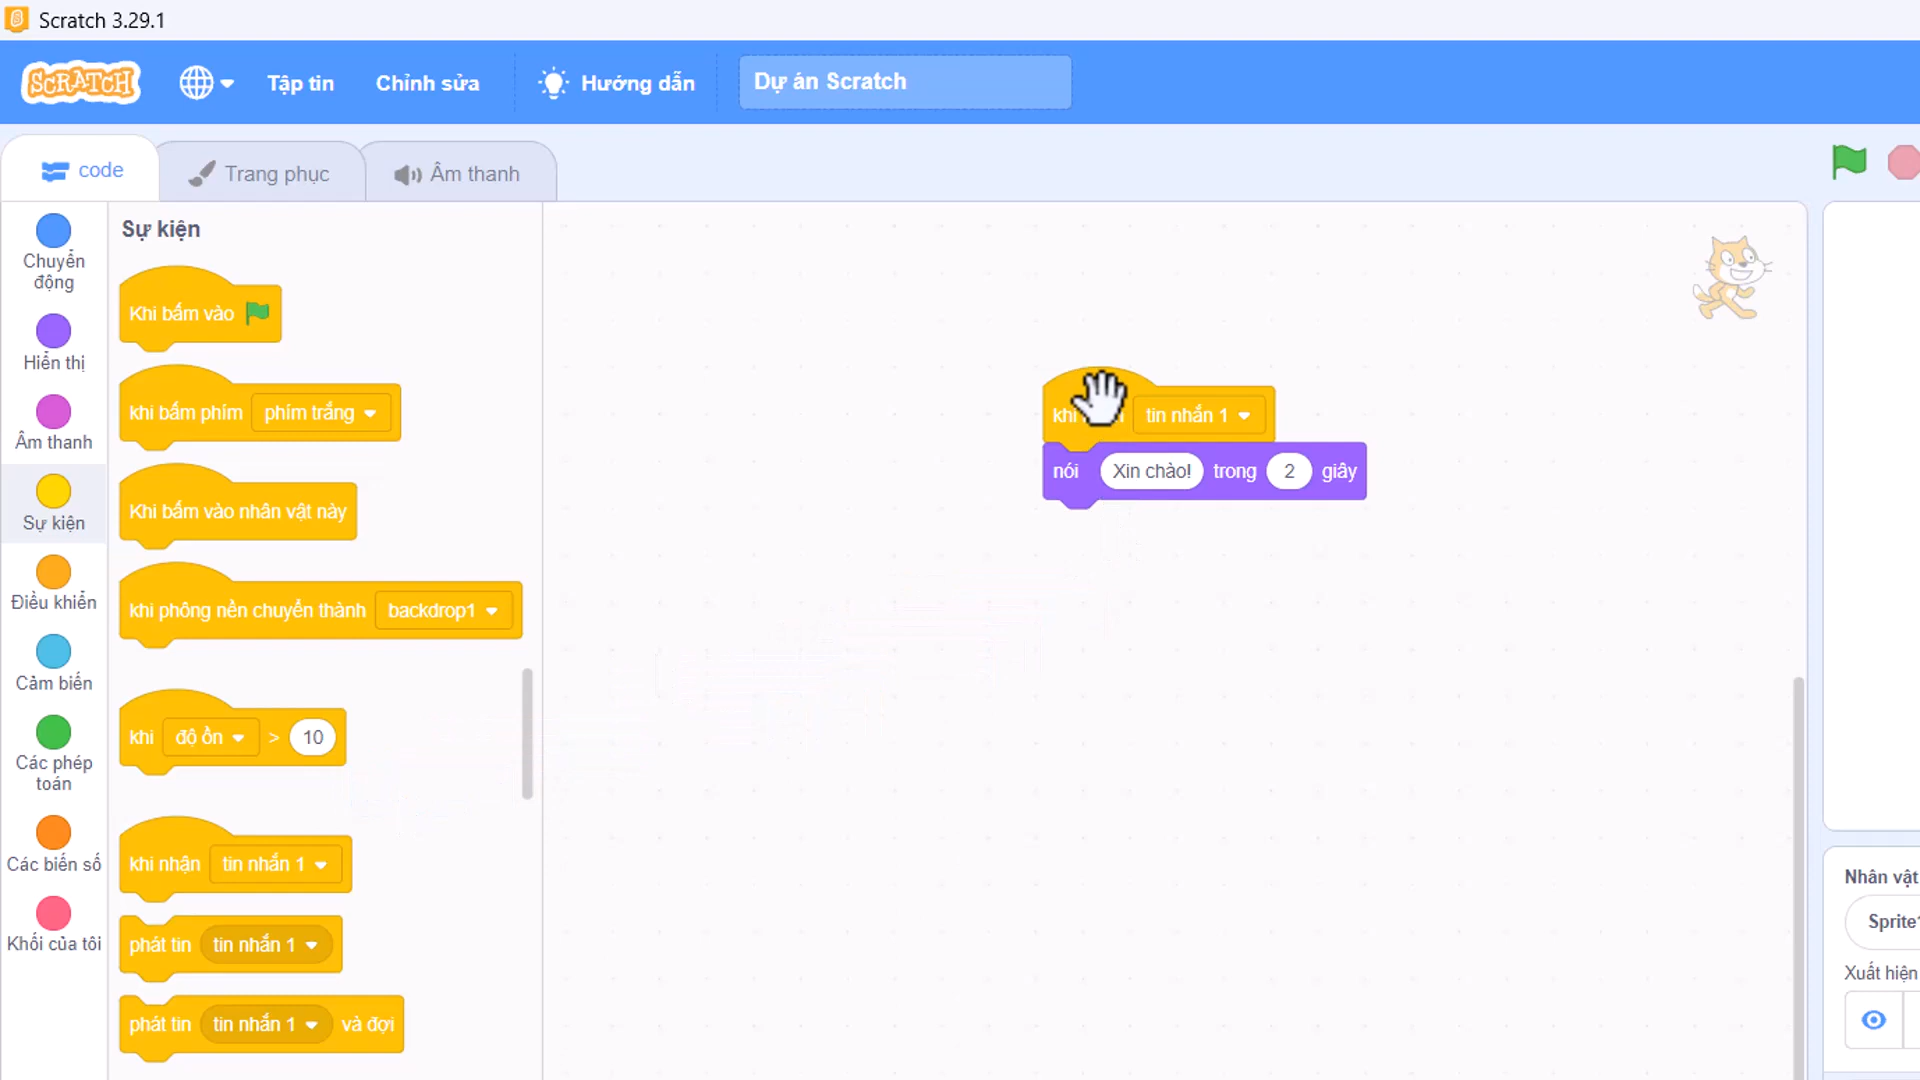 Scratch 3.29.1
SCRATCH
Tập tin
Chỉnh sửa
Hướng dẫn
Dự án Scratch
code
Trang phục
Âm thanh
Chuyển động
Hiển thị
Âm thanh
Sự kiện
Điều khiển
Cảm biến
Các phép toán
Các biến số
Khối của tôi
Sự kiện
Khi bấm vào
khi bấm phím phím trắng
Khi bấm vào nhân vật này
khi phông nền chuyển thành backdrop1
khi độ ồn > 10
khi nhận tin nhắn 1
phát tin tin nhắn 1
phát tin tin nhắn 1 và đợi
khi tin nhắn 1
nói Xin chào! trong 2 giây
Nhân vật
Sprite1
Xuất hiện